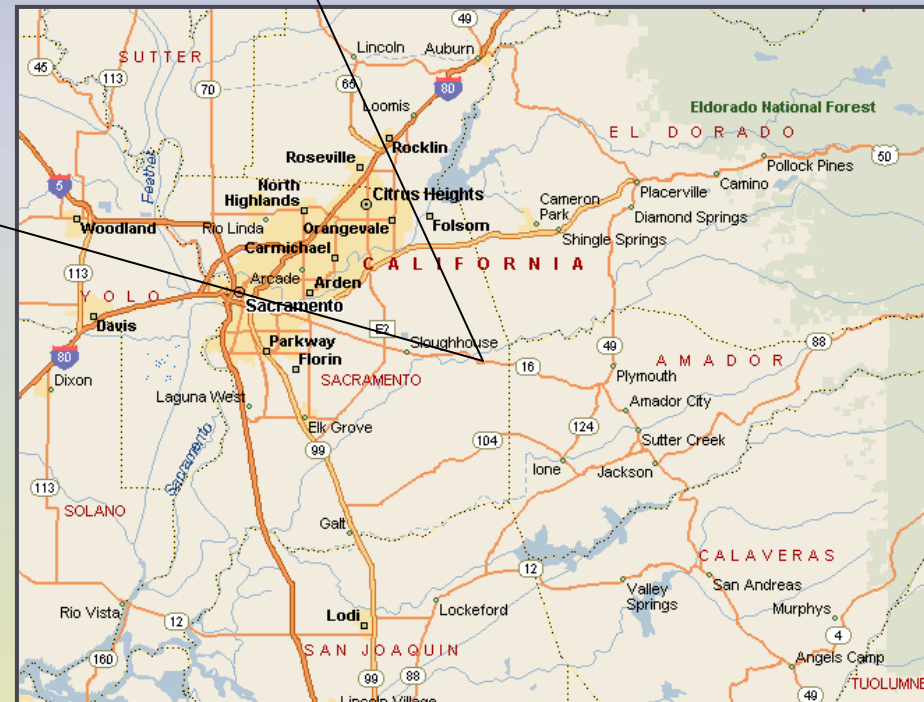 49
Lincoln
Auburn
SUTTER
45
113
70
65
80
Loomis
Eldorado National Forest
EL DORADO
Rocklin
Roseville
50
Pollock Pines
5
Feather
North
Highlands
Citrus Heights
Placerville
Camino
Cameron
Park
Woodland
Rio Linda
Orangevale
Folsom
Diamond Springs
Shingle Springs
Carmichael
CALIFORNIA
113
Arcade
Arden
YOLO
Sacramento
Davis
E2
Sloughhouse
88
80
Parkway
49
AMADOR
Florin
16
Plymouth
Dixon
SACRAMENTO
Laguna West
Amador City
Elk Grove
124
Sutter Creek
104
99
Sacramento
Ione
Jackson
113
SOLANO
Galt
CALAVERAS
12
San Andreas
Valley
Springs
Rio Vista
12
Lodi
Lockeford
Murphys
4
SAN JOAQUIN
160
Angels Camp
99
88
TUOLUMNE
49
Lincoln Village